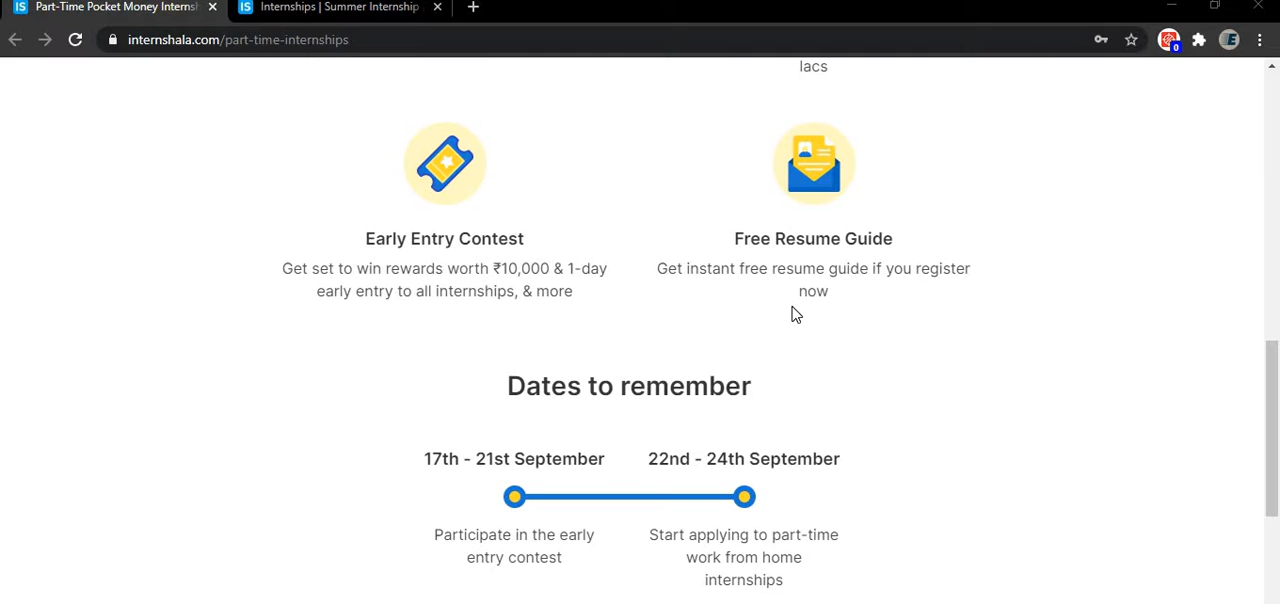 IS Part-Time Pocket Money Interns
IS Internships | Summer Internship
internshala.com/part-time-internships
0
lacs
Early Entry Contest
Get set to win rewards worth ₹10,000 & 1-day
early entry to all internships, & more
Free Resume Guide
Get instant free resume guide if you register
now
Dates to remember
17th - 21st September
Participate in the early
entry contest
22nd - 24th September
Start applying to part-time
work from home
internships